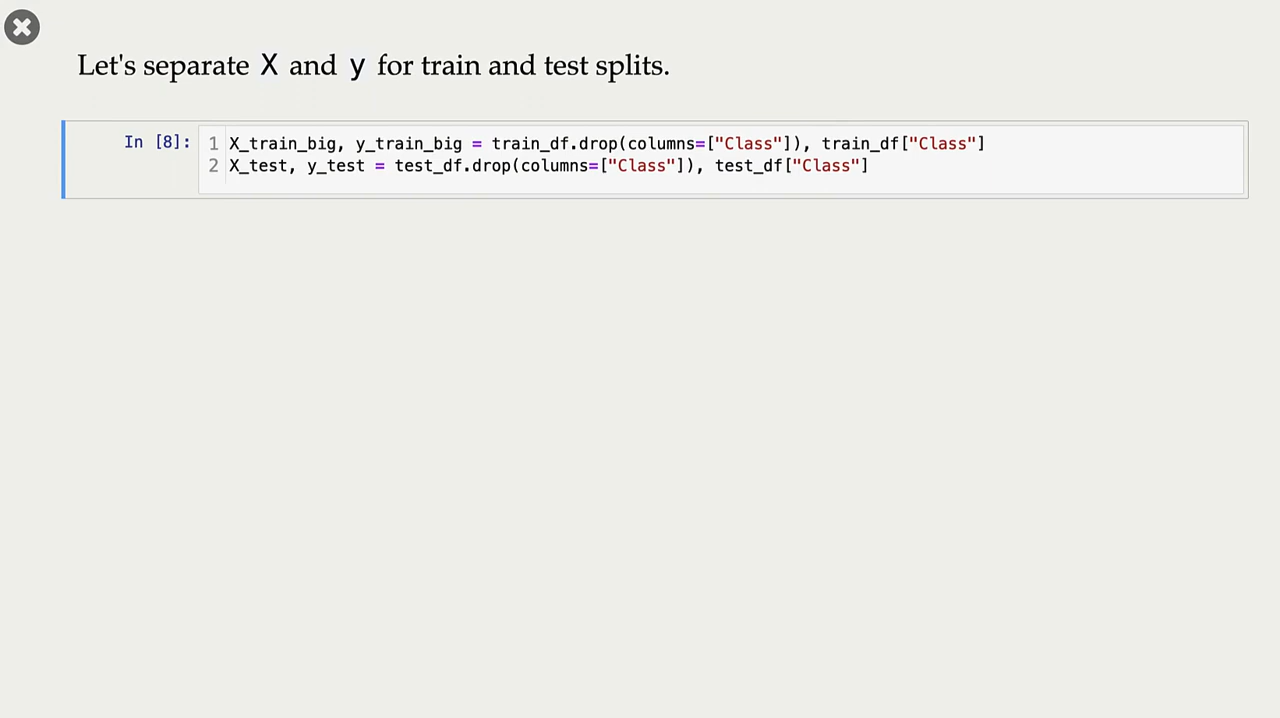 Let's separate X and y for train and test splits.
In [8]:
1 X_train_big, y_train_big = train_df.drop(columns=["Class"]), train_df["Class"]
2 X_test, y_test = test_df.drop(columns=["Class"]), test_df["Class"]